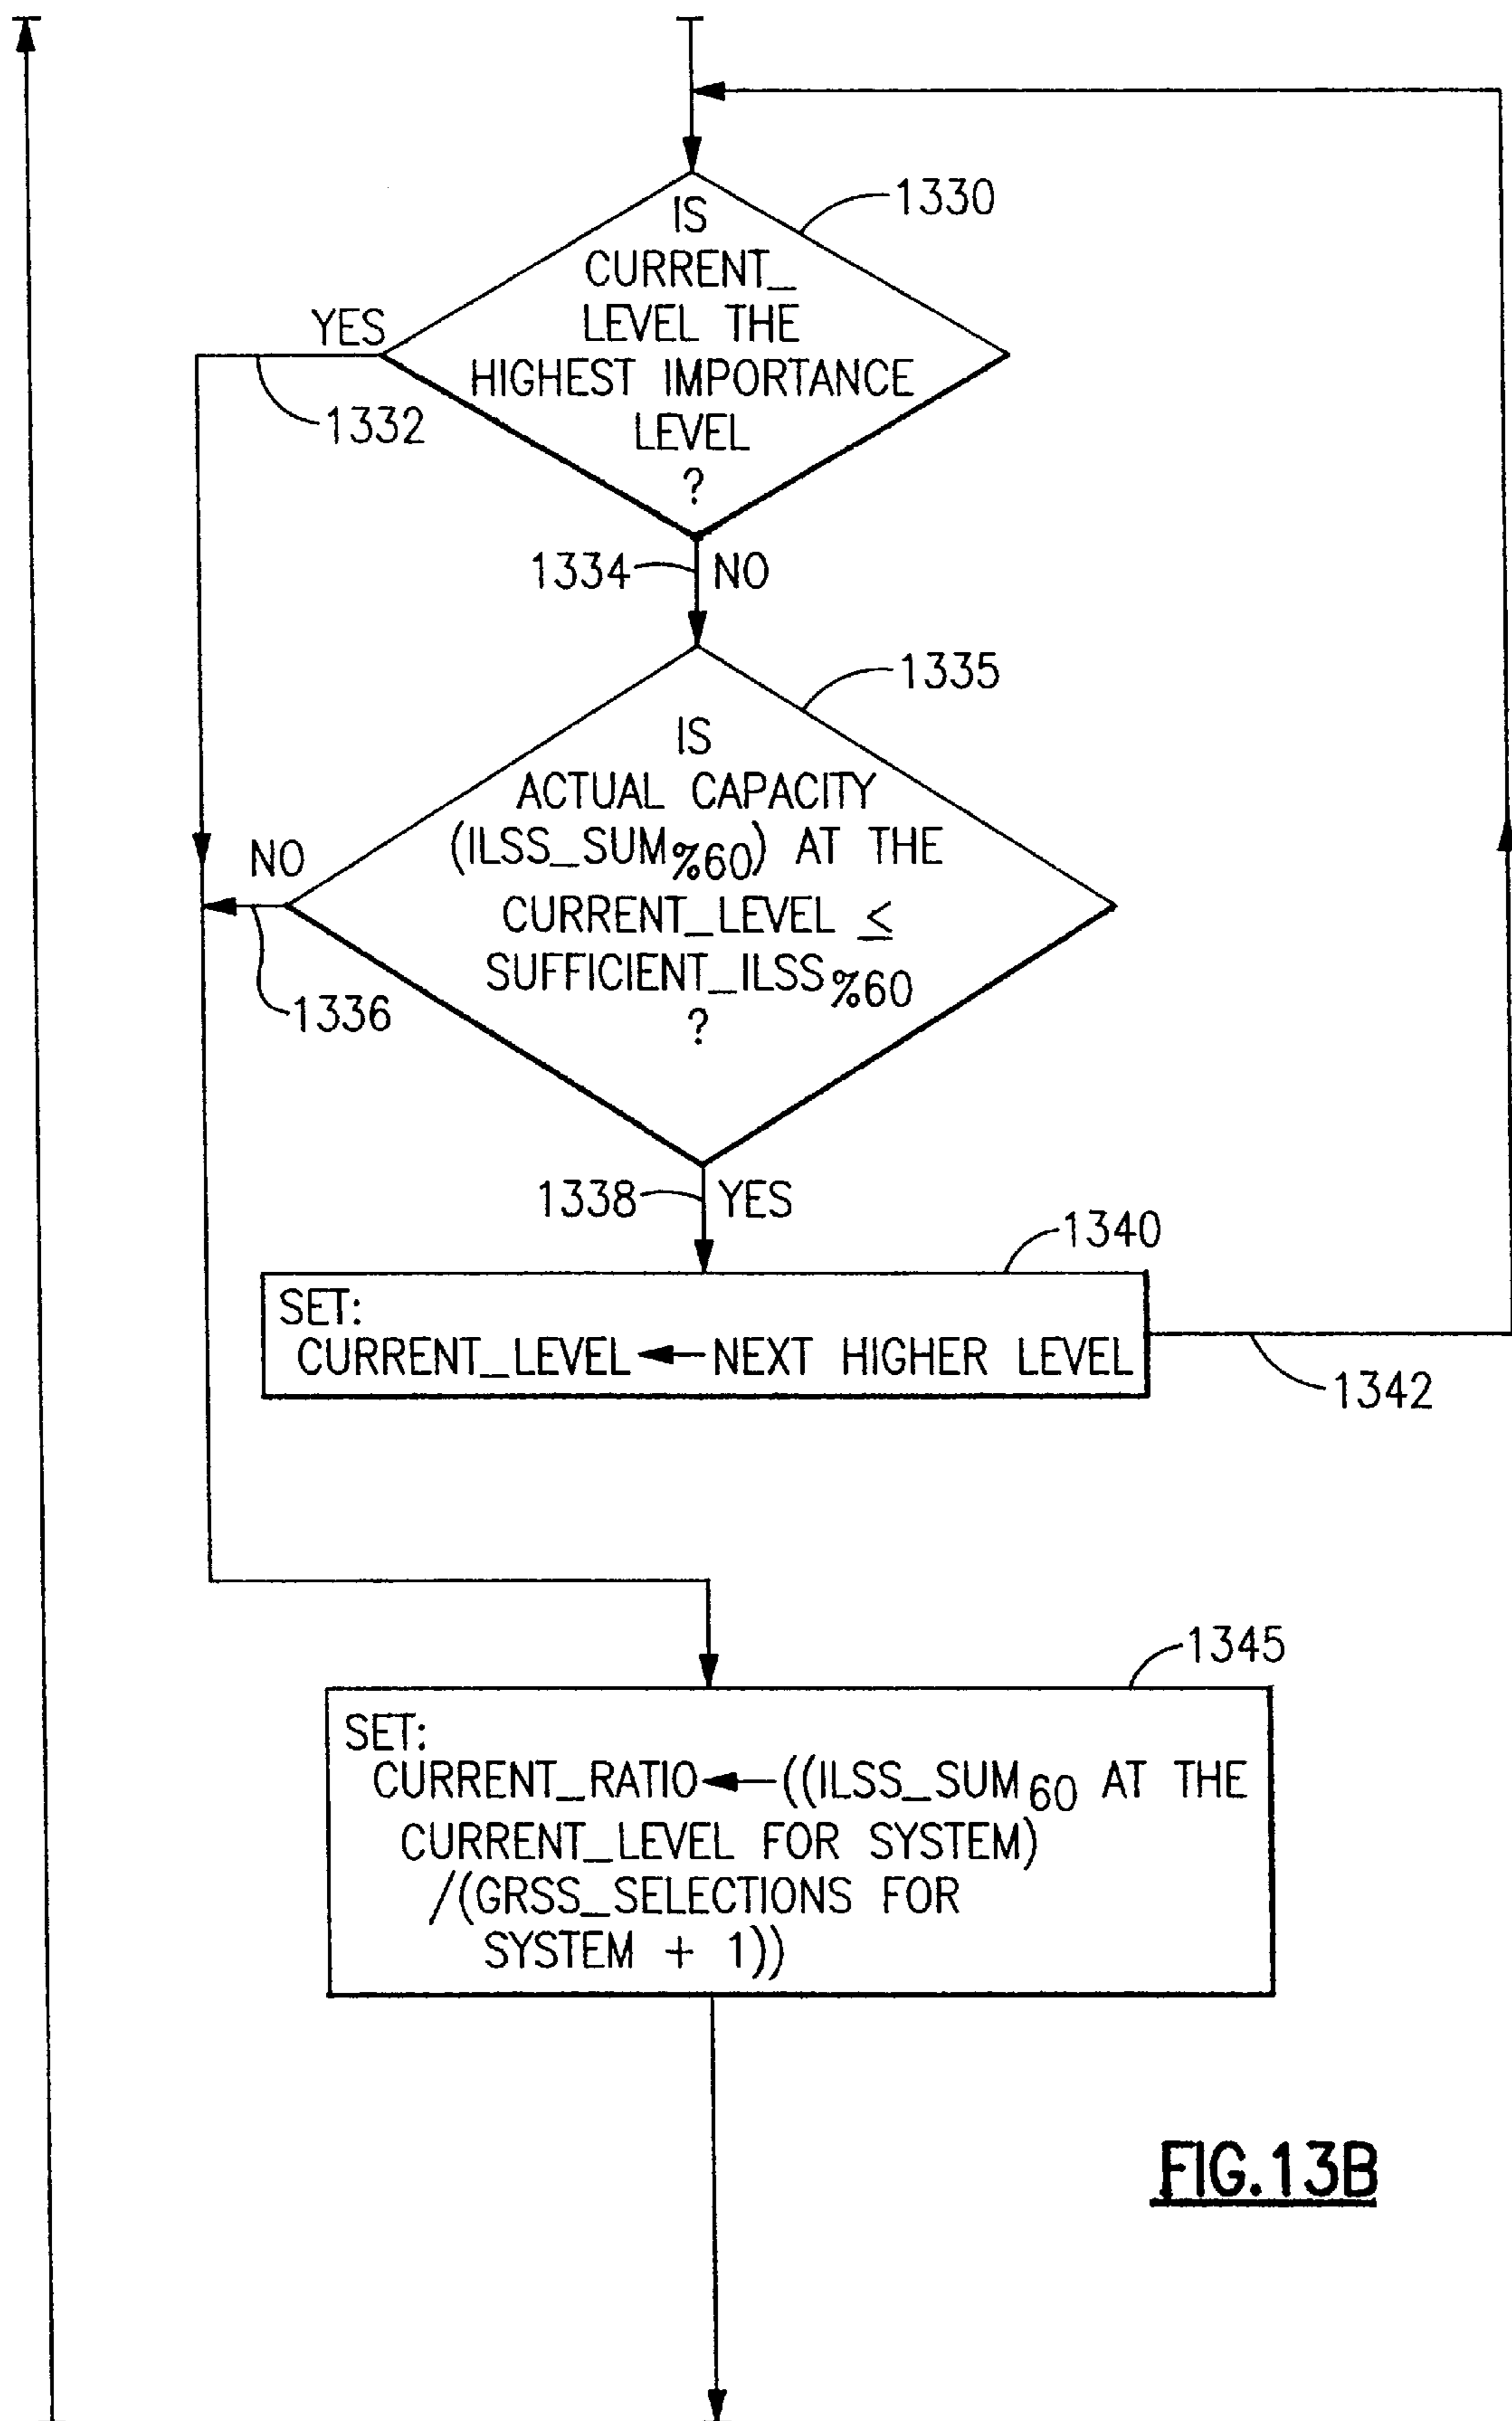 1330
IS
CURRENT_
LEVEL THE
HIGHEST IMPORTANCE
LEVEL
?
YES
1332
1334
NO
1335
IS
ACTUAL CAPACITY
(ILSS_SUM%60) AT THE
CURRENT_LEVEL ≤
SUFFICIENT_ILSS%60
?
NO
1336
1338
YES
1340
SET:
CURRENT_LEVEL←NEXT HIGHER LEVEL
1342
1345
SET:
CURRENT_RATIO←((ILSS_SUM60 AT THE
CURRENT_LEVEL FOR SYSTEM)
/(GRSS_SELECTIONS FOR
SYSTEM + 1))
FIG.13B